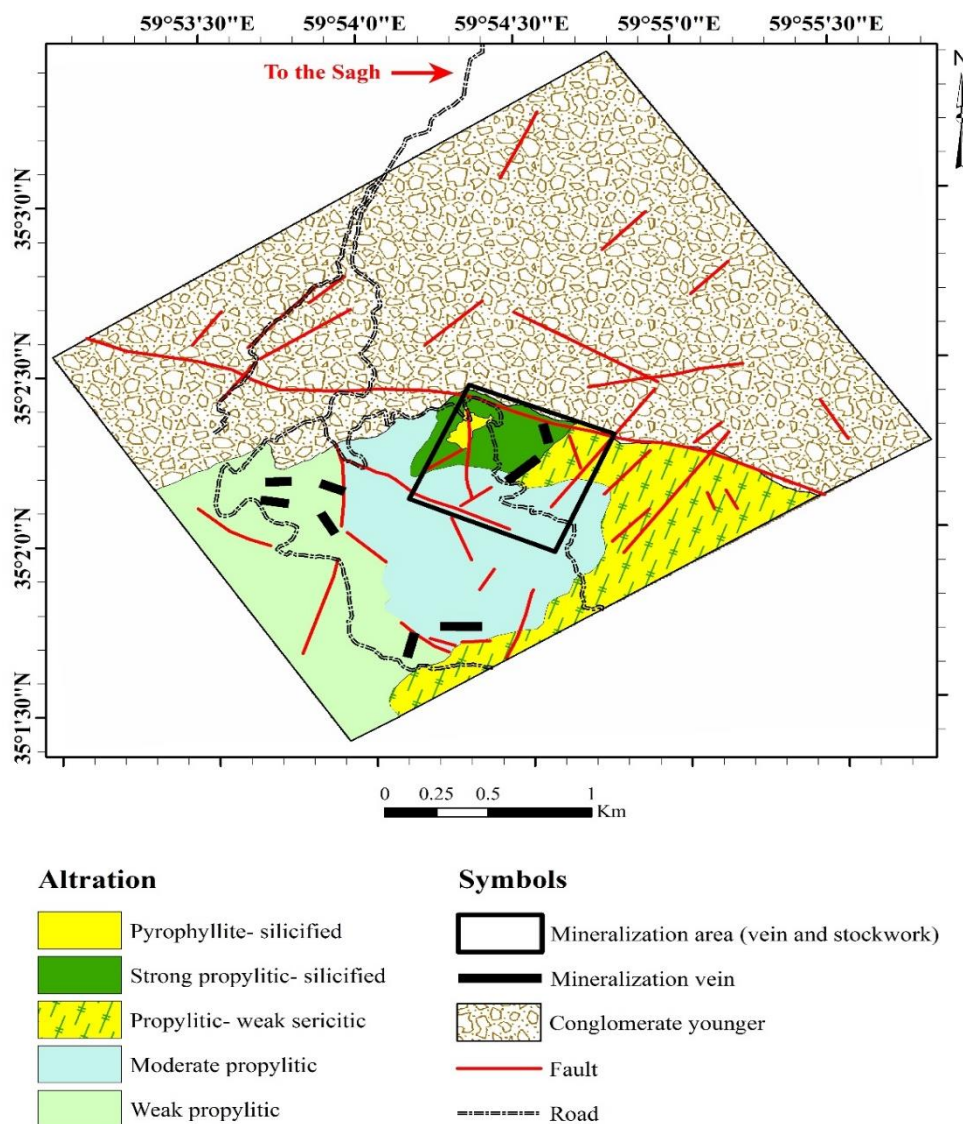 59°53'30"E 59°54'0"E 59°54'30"E 59°55'0"E 59°55'30"E
N
To the Sagh
35°3'0"N
35°2'30"N
35°2'0"N
35°1'30"N
0 0.25 0.5 1
Km
Altration
Pyrophyllite- silicified
Strong propylitic- silicified
Propylitic- weak sericitic
Moderate propylitic
Weak propylitic
Symbols
Mineralization area (vein and stockwork)
Mineralization vein
Conglomerate younger
Fault
Road